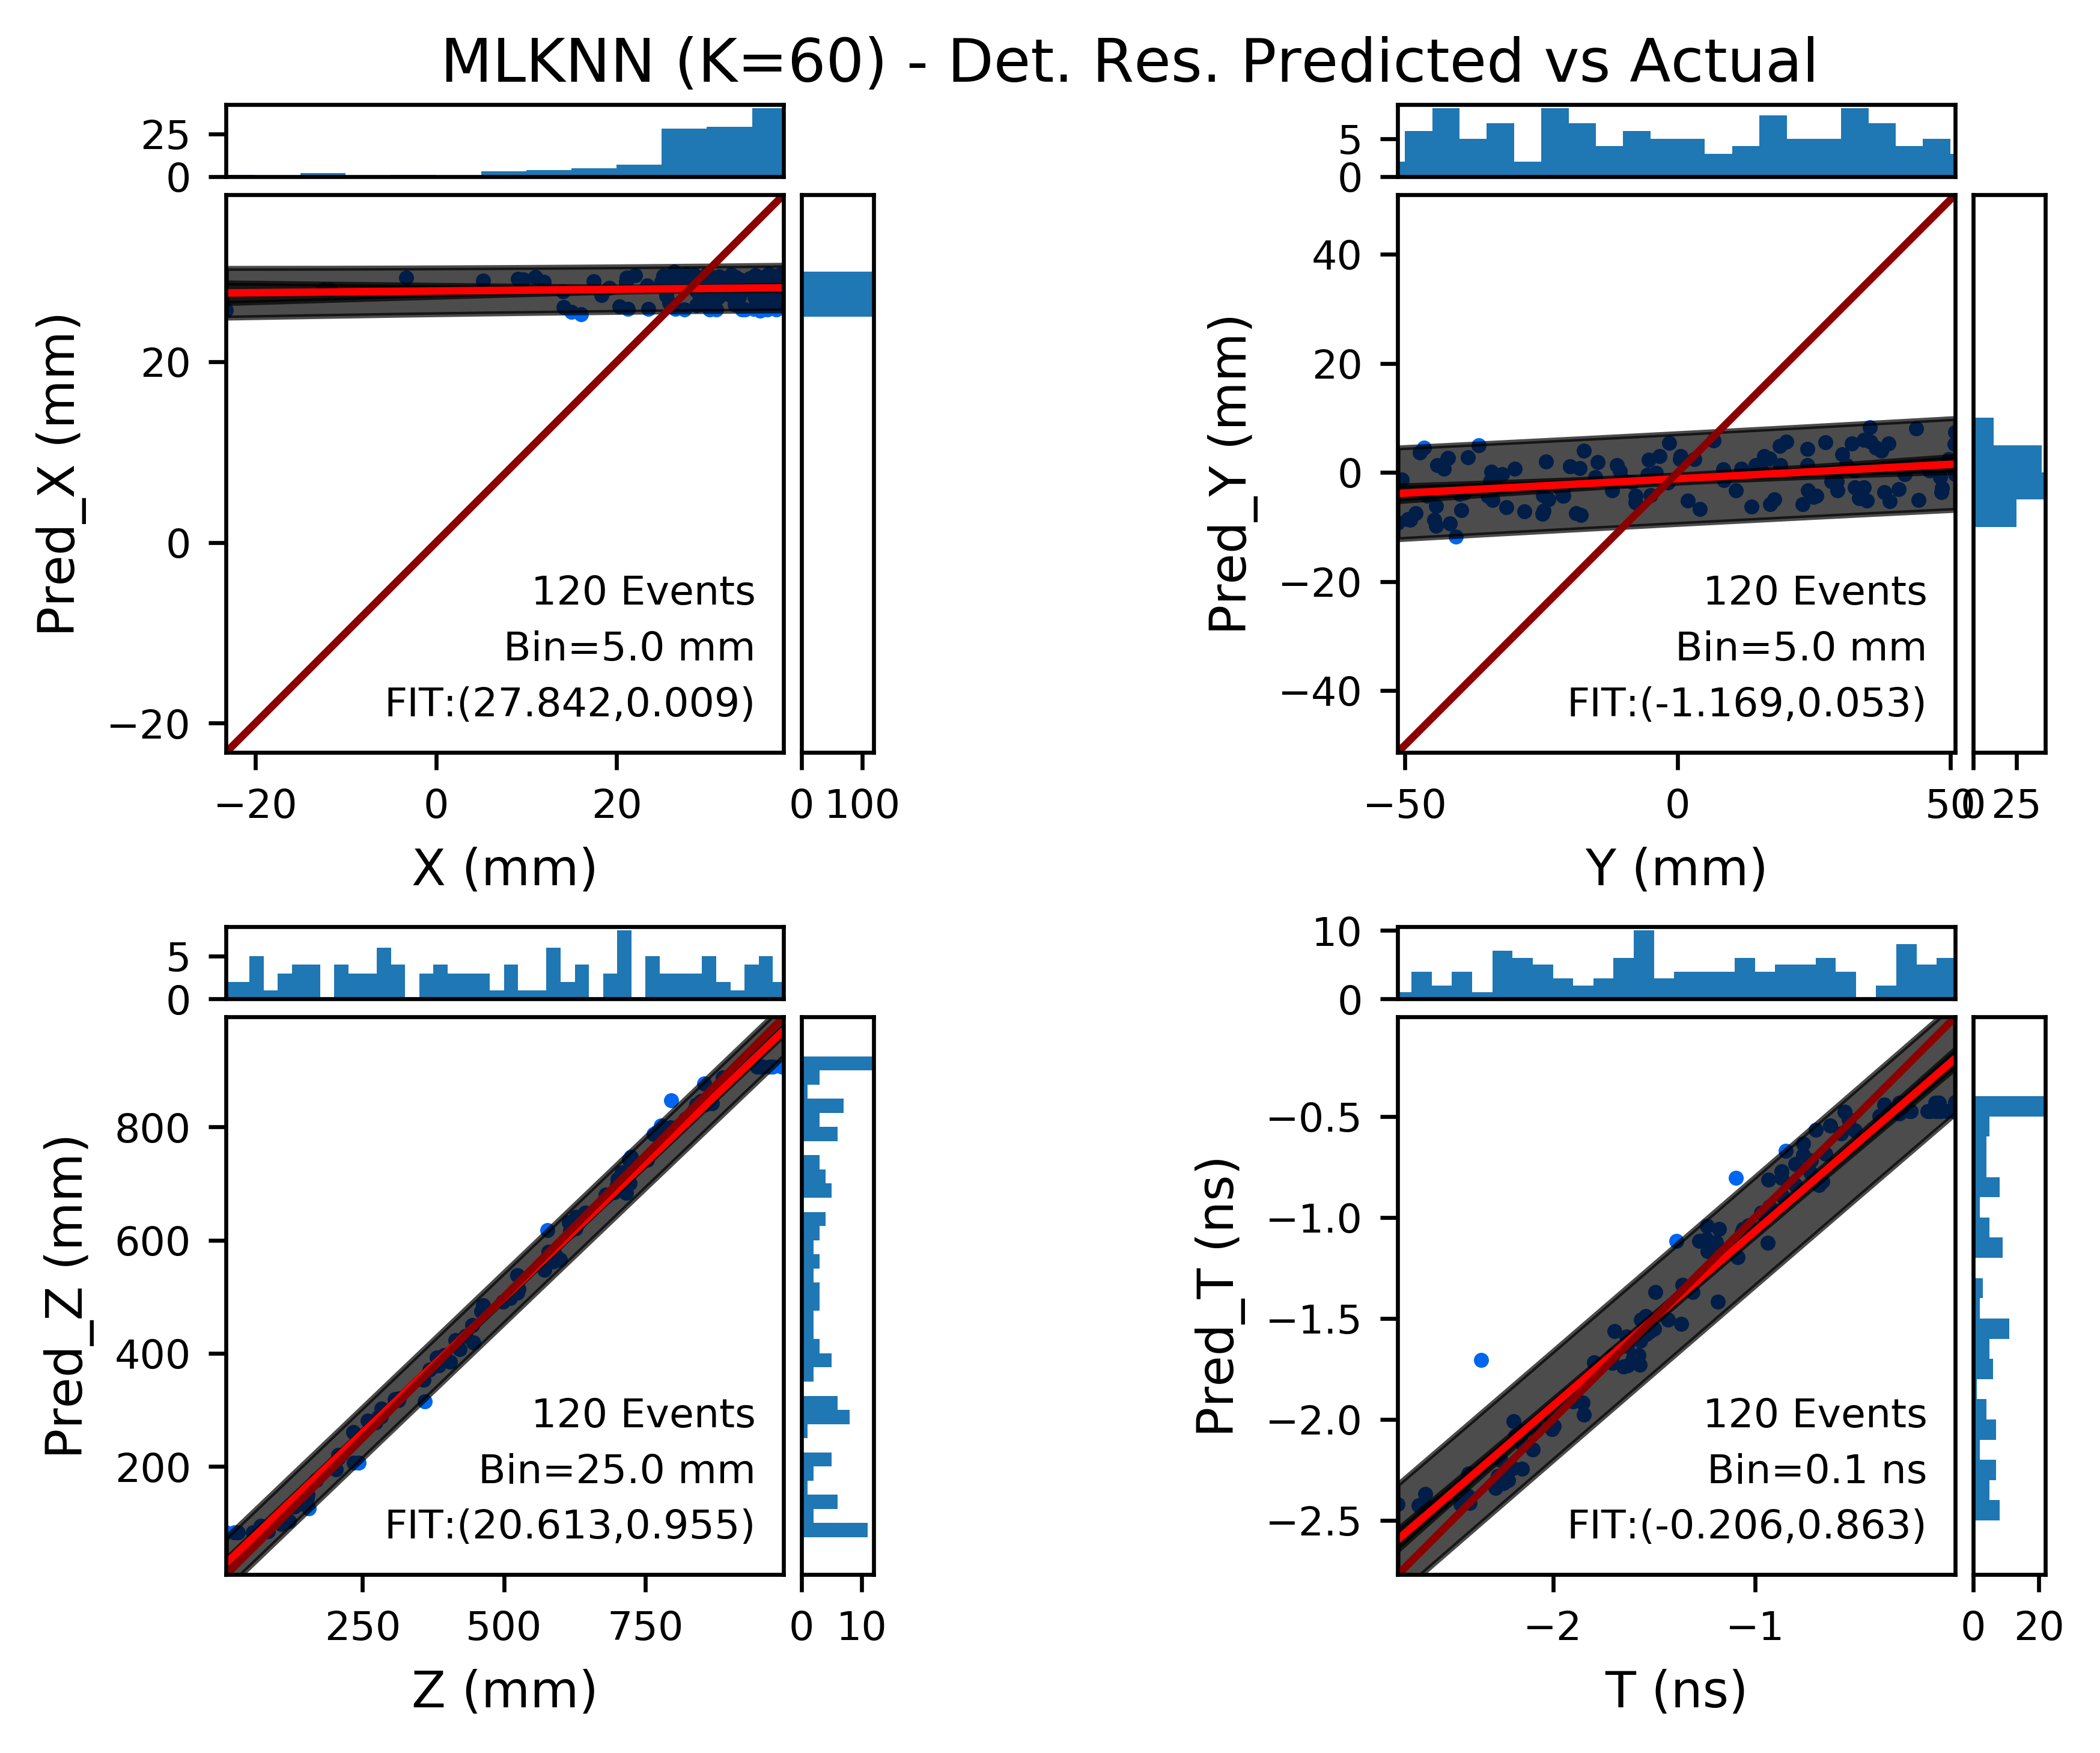 MLKNN (K=60) - Det. Res. Predicted vs Actual
25
0
20
0
−20
Pred_X (mm)
120 Events
Bin=5.0 mm
FIT:(27.842,0.009)
−20 0 20 0 100
X (mm)
5
0
40
20
0
−20
−40
Pred_Y (mm)
120 Events
Bin=5.0 mm
FIT:(-1.169,0.053)
−50 0 50 0 25
Y (mm)
5
0
800
600
400
200
Pred_Z (mm)
120 Events
Bin=25.0 mm
FIT:(20.613,0.955)
250 500 750 0 10
Z (mm)
10
0
−0.5
−1.0
−1.5
−2.0
−2.5
Pred_T (ns)
120 Events
Bin=0.1 ns
FIT:(-0.206,0.863)
−2 −1 0 20
T (ns)